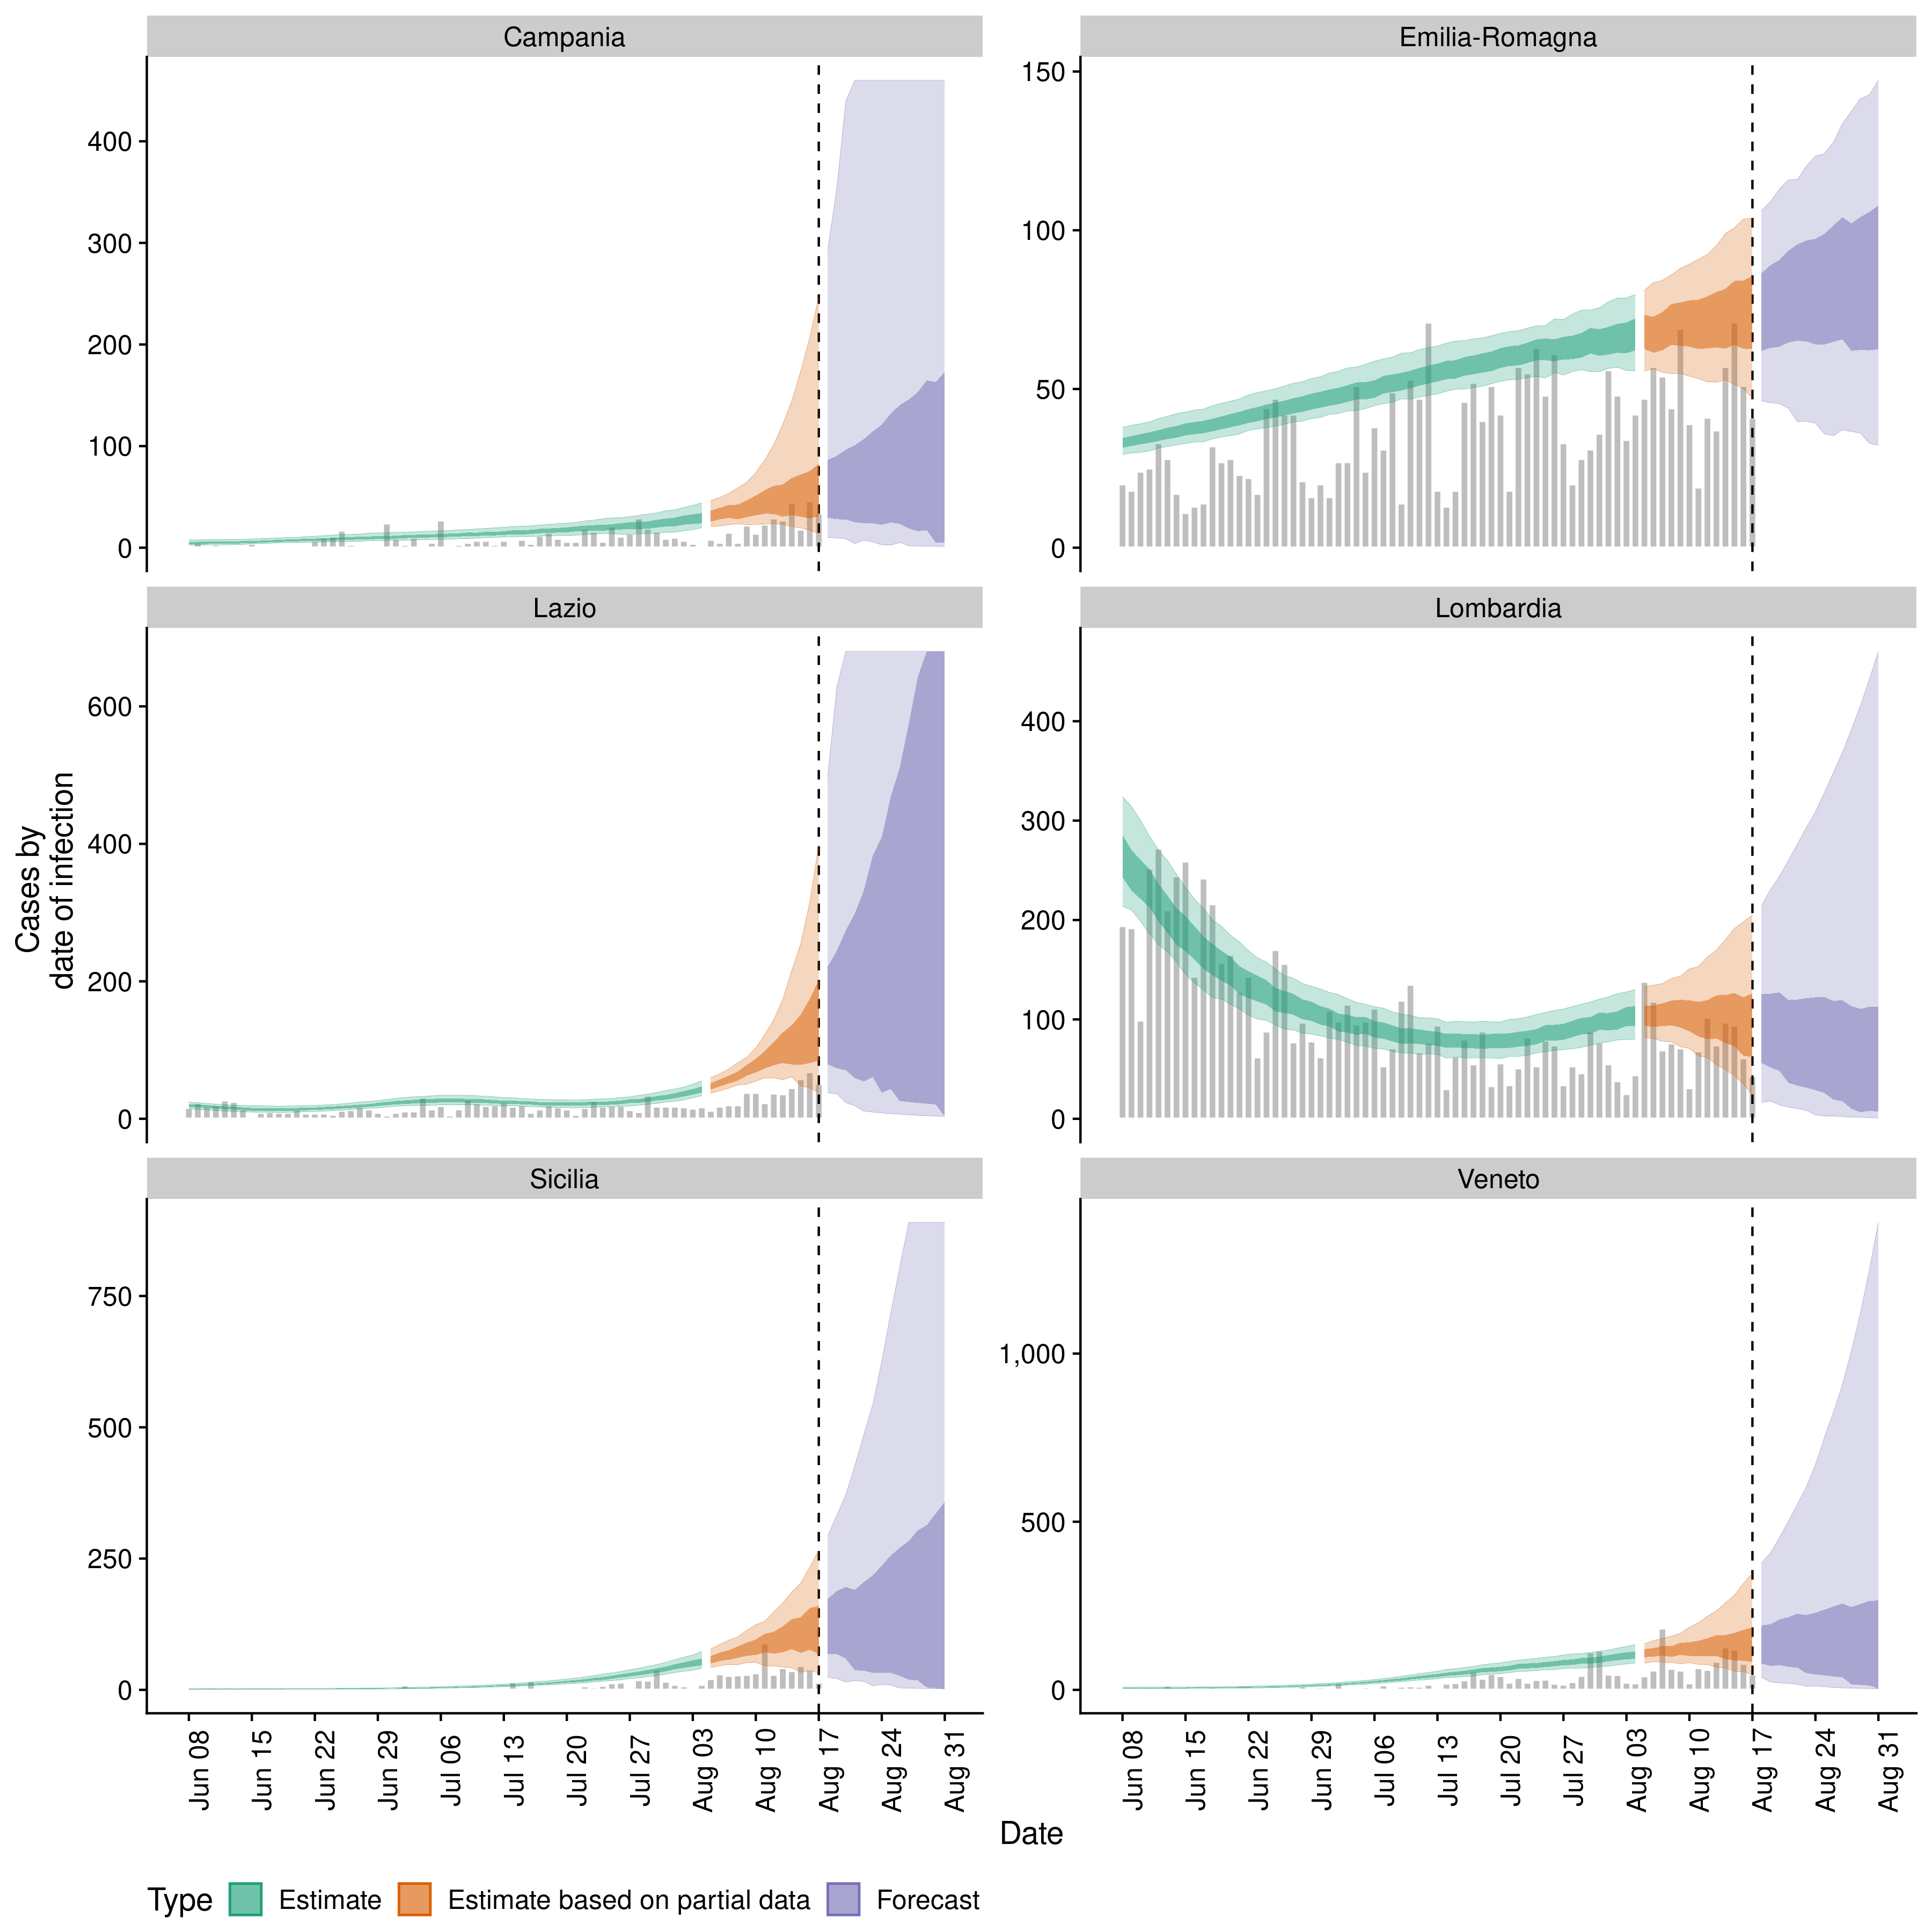 Campania
Emilia-Romagna
400
300
200
100
0
150
100
50
0
Lazio
Lombardia
600
400
200
0
400
300
200
100
0
Cases by
date of infection
Sicilia
Veneto
750
500
250
0
1,000
500
0
Jun 08
Jun 15
Jun 22
Jun 29
Jul 06
Jul 13
Jul 20
Jul 27
Aug 03
Aug 10
Aug 17
Aug 24
Aug 31
Jun 08
Jun 15
Jun 22
Jun 29
Jul 06
Jul 13
Jul 20
Jul 27
Aug 03
Aug 10
Aug 17
Aug 24
Aug 31
Date
Type Estimate Estimate based on partial data Forecast